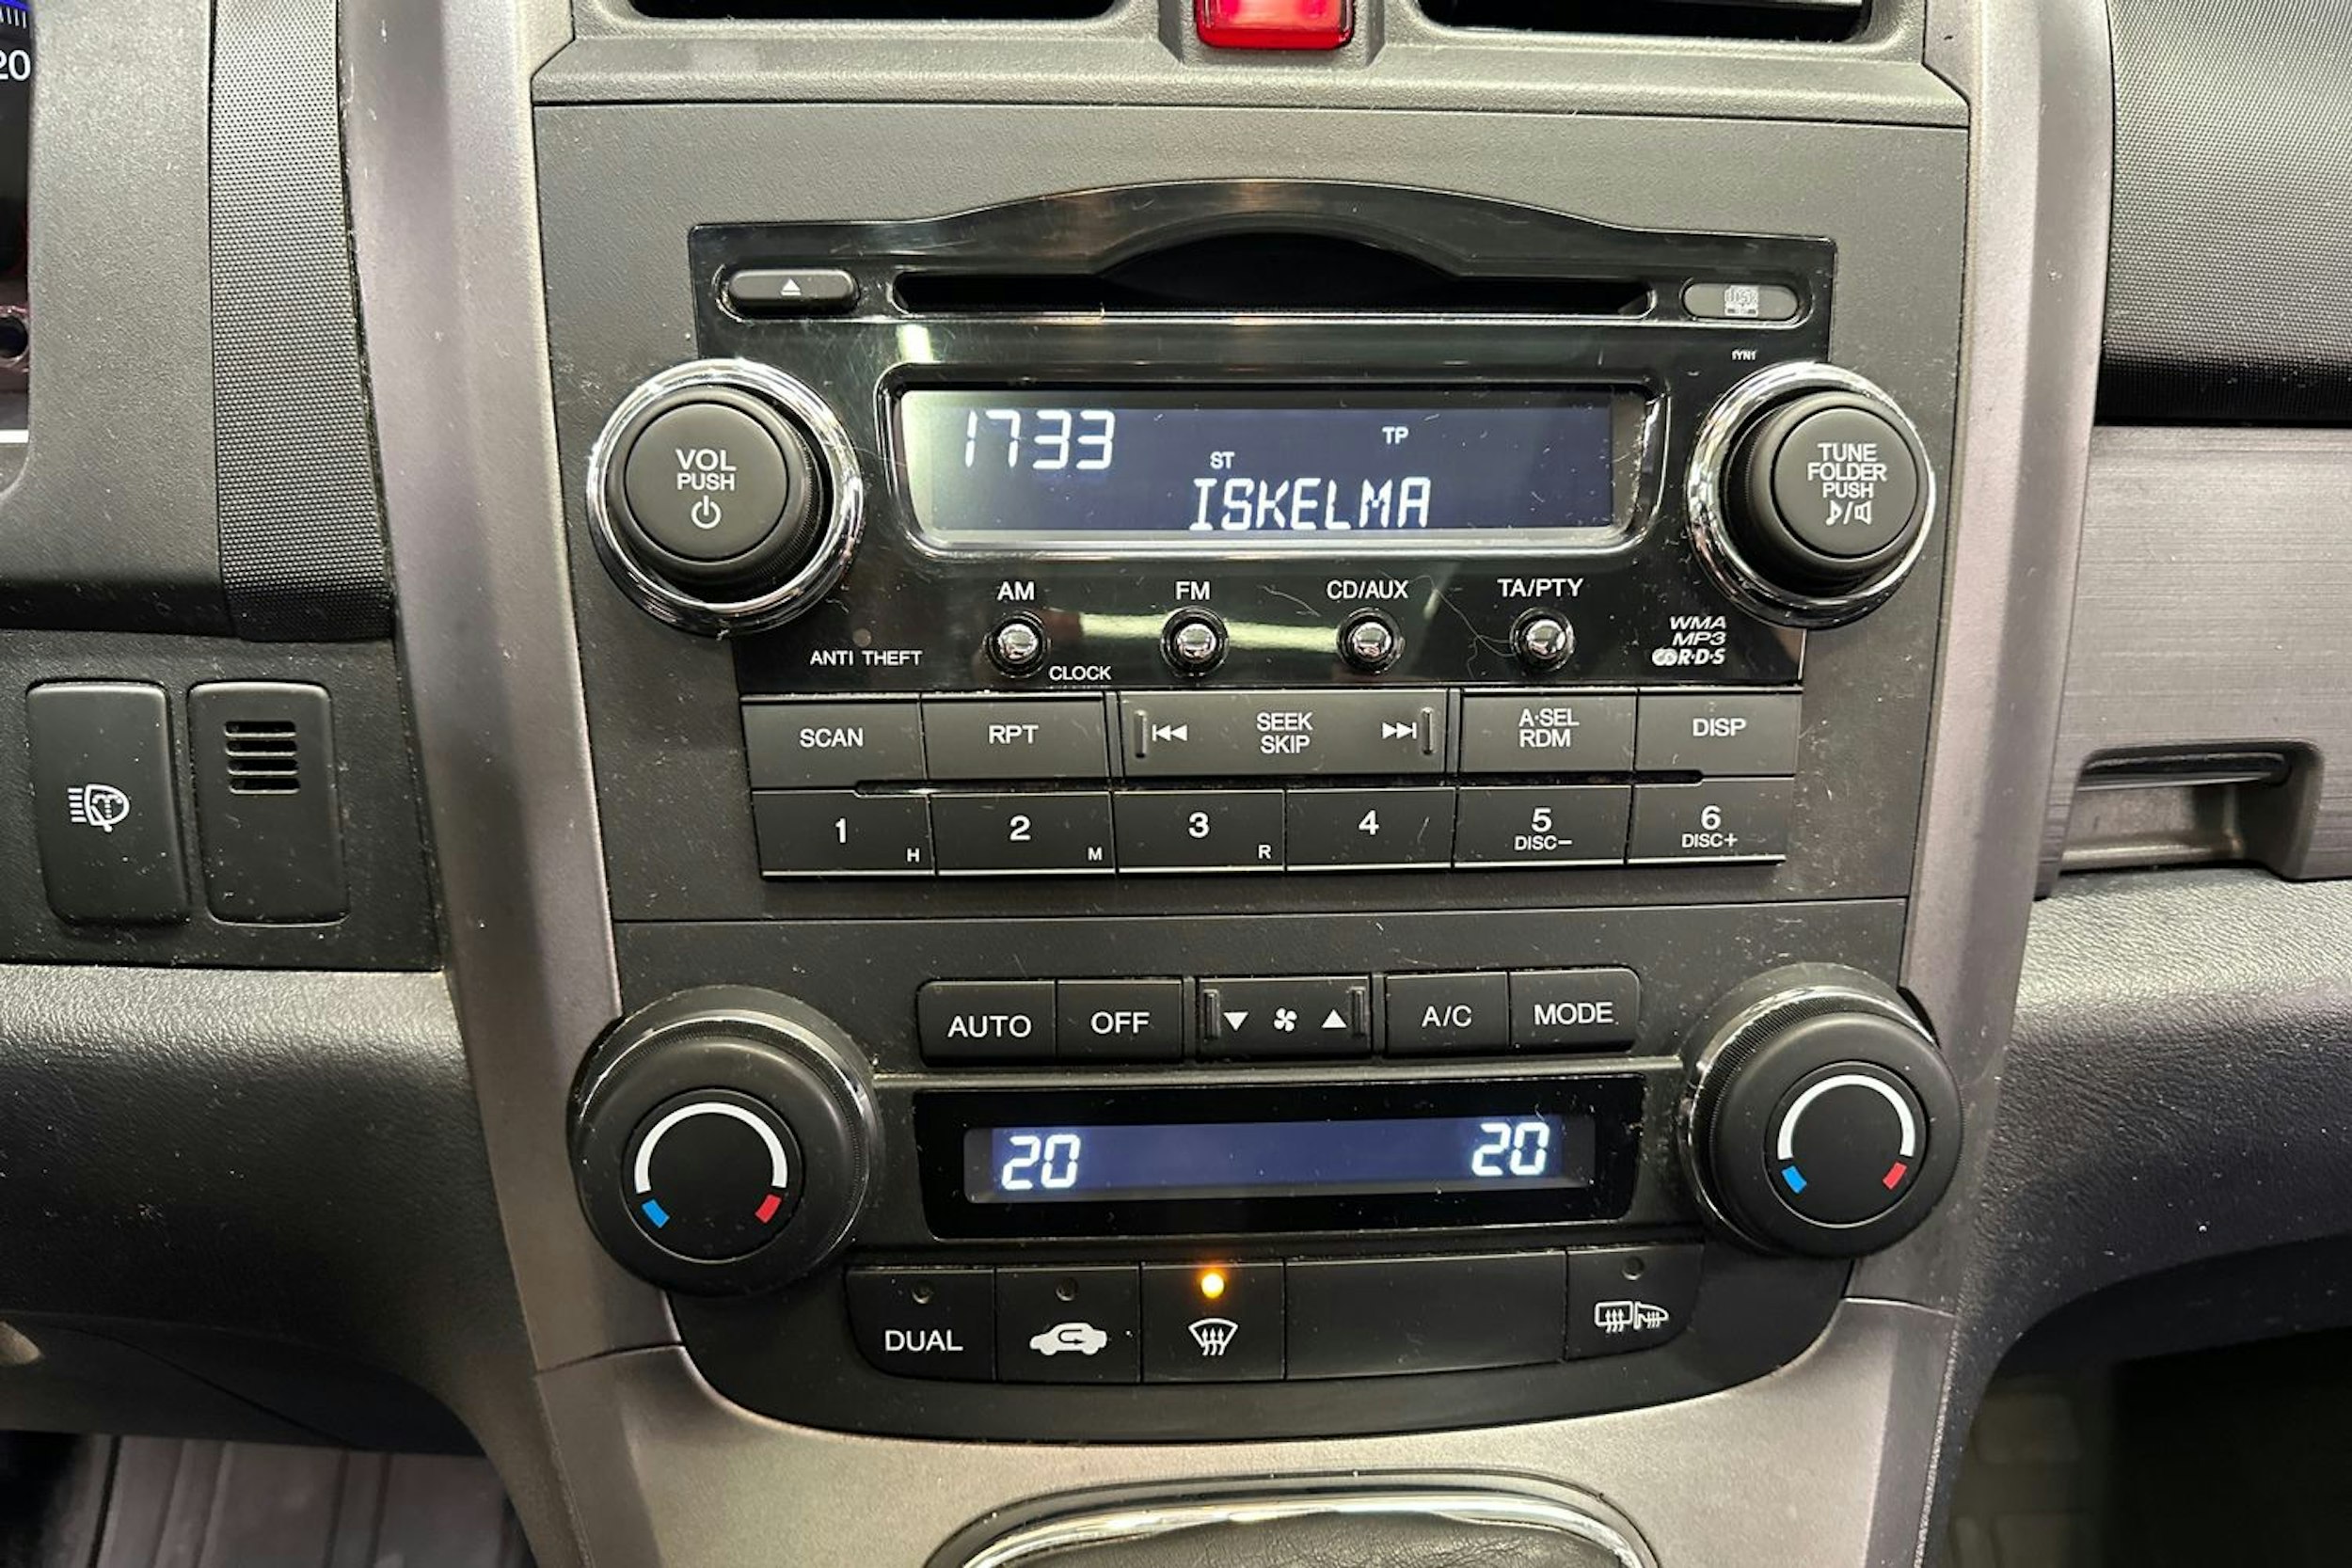 20
VOL
PUSH
1YN1
1733
TP
ST
ISKELMA
TUNE
FOLDER
PUSH
AM
FM
CD/AUX
TA/PTY
ANTI THEFT
CLOCK
WMA
MP3
R·D·S
SCAN
RPT
SEEK
SKIP
A·SEL
RDM
DISP
1 H
2 M
3 R
4
5
DISC−
6
DISC+
AUTO
OFF
A/C
MODE
20
20
DUAL